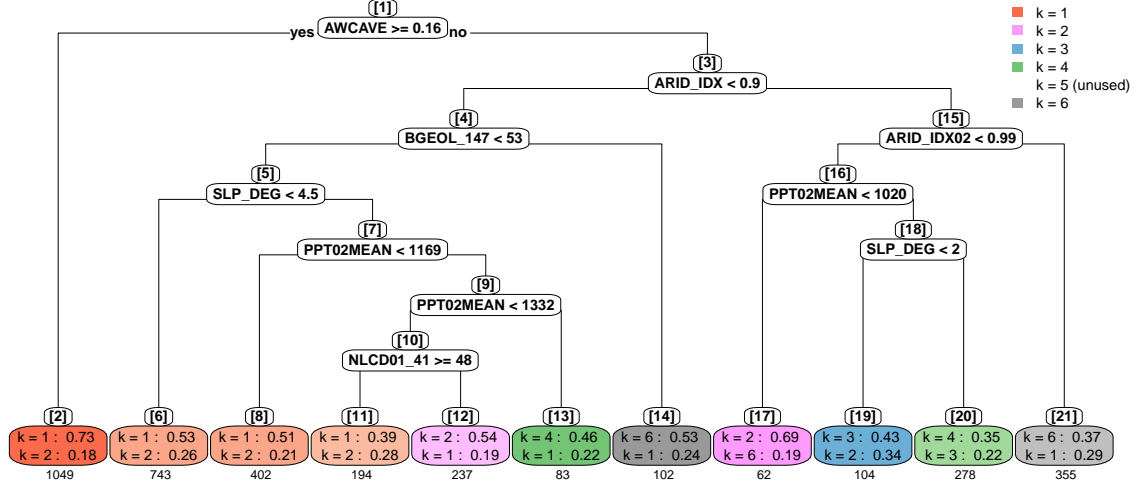 [1]
yes AWCAVE >= 0.16 no
k = 1
k = 2
k = 3
k = 4
k = 5 (unused)
k = 6
[3]
ARID_IDX < 0.9
[4]
BGEOL_147 < 53
[15]
ARID_IDX02 < 0.99
[5]
SLP_DEG < 4.5
[16]
PPT02MEAN < 1020
[7]
PPT02MEAN < 1169
[18]
SLP_DEG < 2
[9]
PPT02MEAN < 1332
[10]
NLCD01_41 >= 48
[2]
k = 1 : 0.73
k = 2 : 0.18
1049
[6]
k = 1 : 0.53
k = 2 : 0.26
743
[8]
k = 1 : 0.51
k = 2 : 0.21
402
[11]
k = 1 : 0.39
k = 2 : 0.28
194
[12]
k = 2 : 0.54
k = 1 : 0.19
237
[13]
k = 4 : 0.46
k = 1 : 0.22
83
[14]
k = 6 : 0.53
k = 1 : 0.24
102
[17]
k = 2 : 0.69
k = 6 : 0.19
62
[19]
k = 3 : 0.43
k = 2 : 0.34
104
[20]
k = 4 : 0.35
k = 3 : 0.22
278
[21]
k = 6 : 0.37
k = 1 : 0.29
355